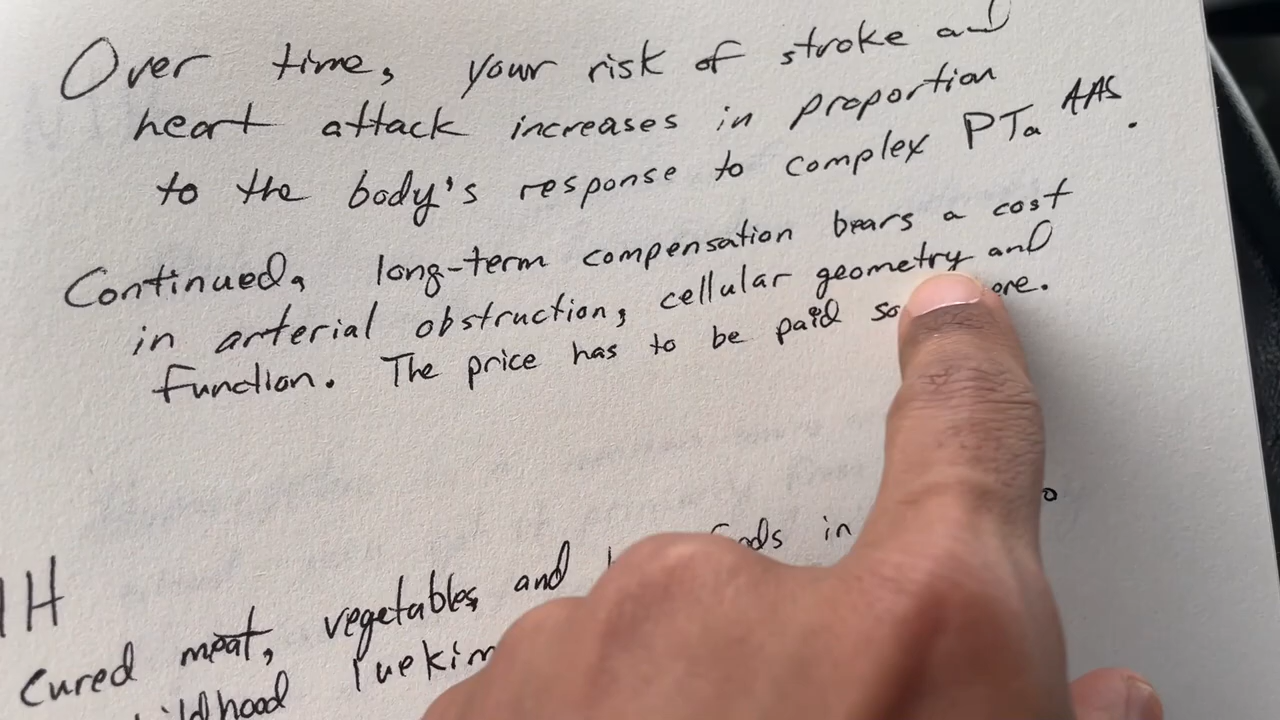 Over time, your risk of stroke and
heart attack increases in proportion
to the body's response to complex PTa AAS.
Continued, long-term compensation bears a cost
in arterial obstruction, cellular geometry and
function. The price has to be paid
IH
Cured meat, vegetables, and in